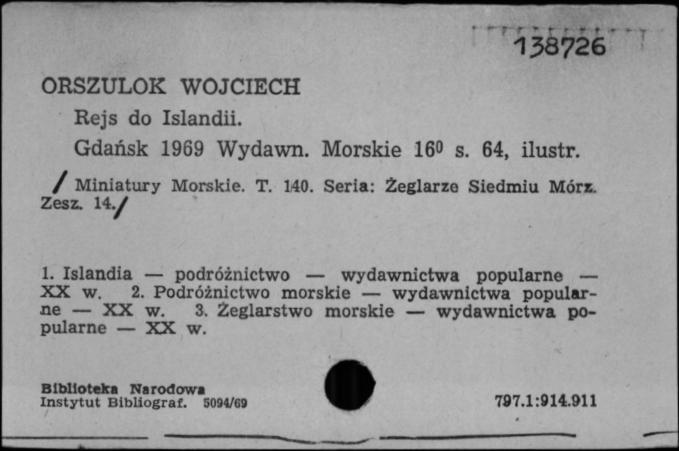 138726
ORSZULOK WOJCIECH
Rejs do Islandii.
Gdańsk 1969 Wydawn. Morskie 16⁰ s. 64, ilustr.
/ Miniatury Morskie. T. 140. Seria: Żeglarze Siedmiu Mórz.
Zesz. 14./
1. Islandia — podróżnictwo — wydawnictwa popularne —
XX w. 2. Podróżnictwo morskie — wydawnictwa popular-
ne — XX w. 3. Żeglarstwo morskie — wydawnictwa po-
pularne — XX w.
Biblioteka Narodowa
Instytut Bibliograf. 5094/69
797.1:914.911